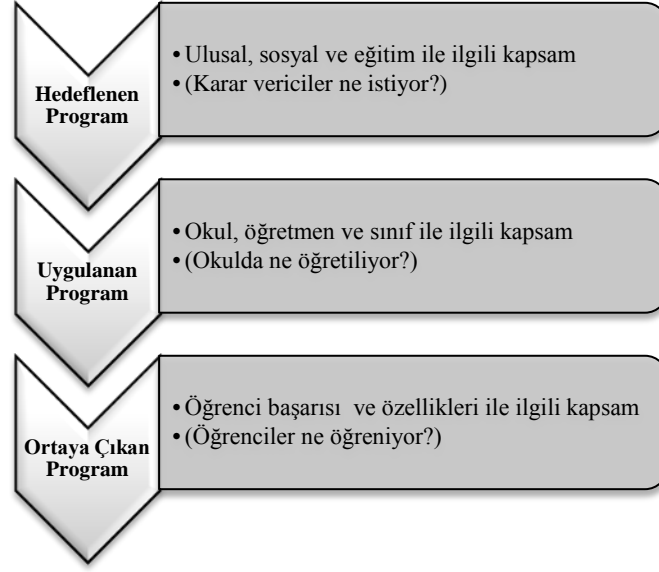 Hedeflenen
Program
• Ulusal, sosyal ve eğitim ile ilgili kapsam
• (Karar vericiler ne istiyor?)
Uygulanan
Program
• Okul, öğretmen ve sınıf ile ilgili kapsam
• (Okulda ne öğretiliyor?)
Ortaya Çıkan
Program
• Öğrenci başarısı ve özellikleri ile ilgili kapsam
• (Öğrenciler ne öğreniyor?)